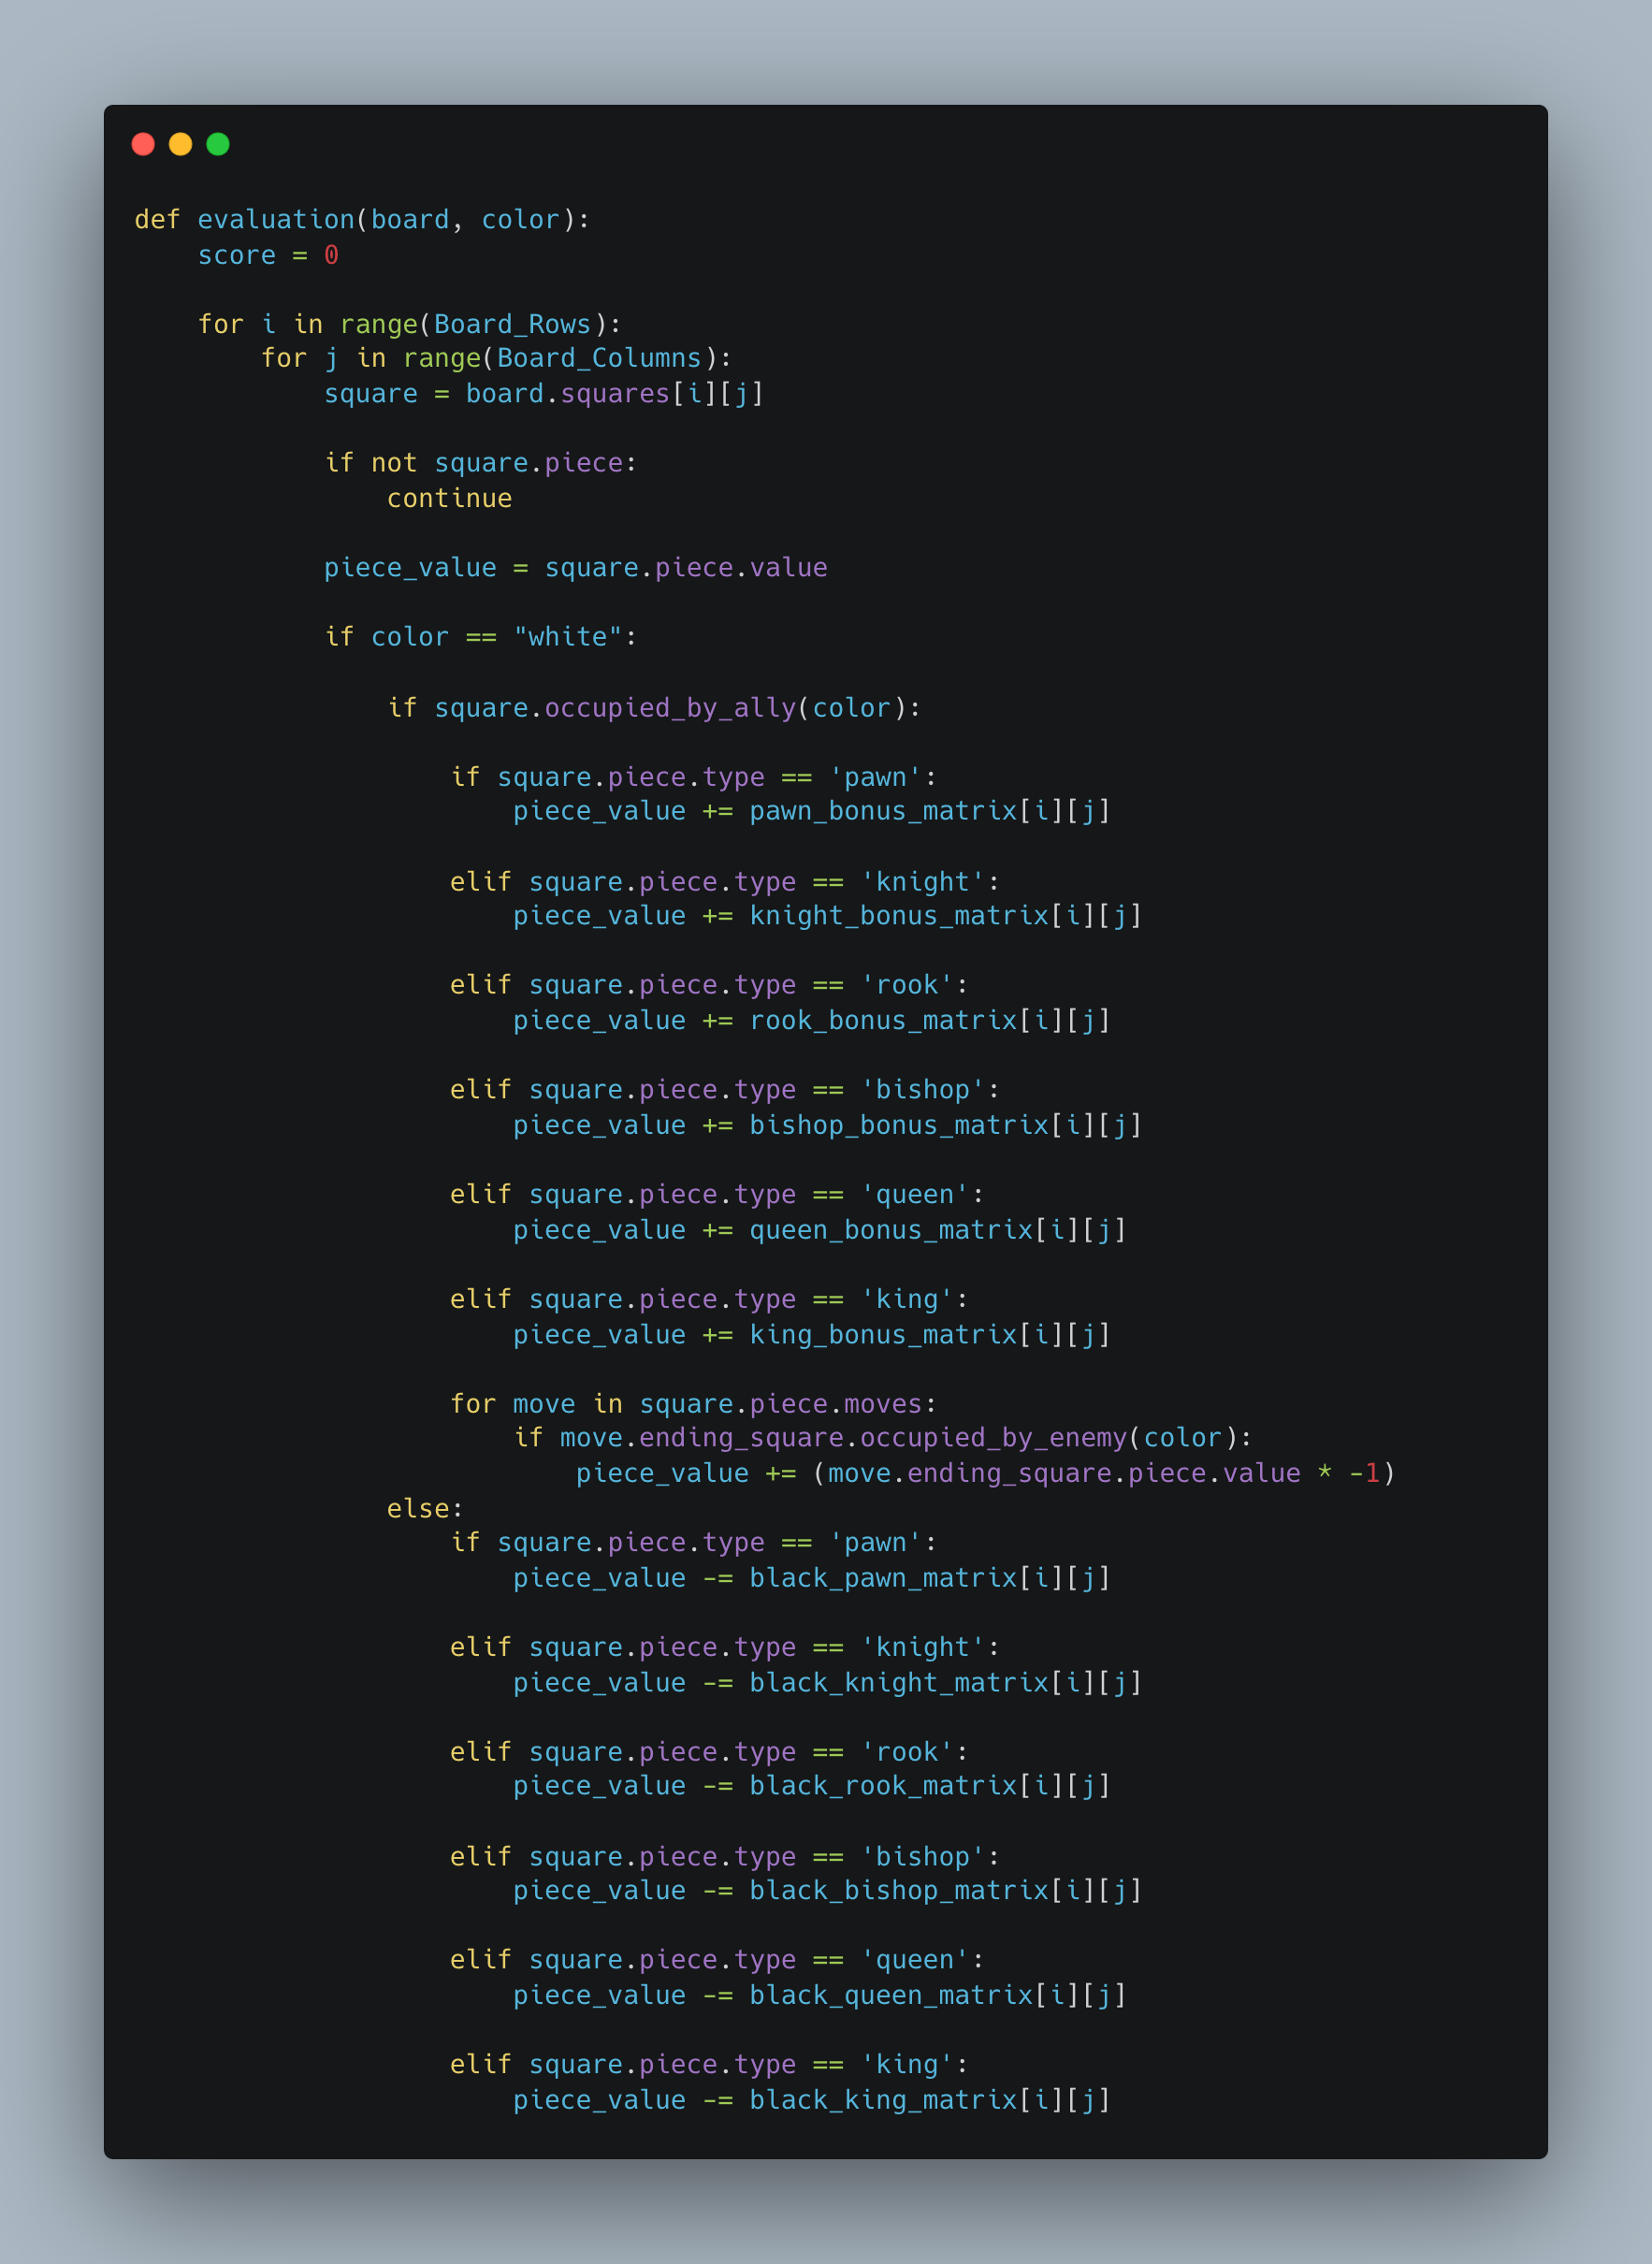 def evaluation(board, color):
    score = 0

    for i in range(Board_Rows):
        for j in range(Board_Columns):
            square = board.squares[i][j]

            if not square.piece:
                continue

            piece_value = square.piece.value

            if color == "white":

                if square.occupied_by_ally(color):

                    if square.piece.type == 'pawn':
                        piece_value += pawn_bonus_matrix[i][j]

                    elif square.piece.type == 'knight':
                        piece_value += knight_bonus_matrix[i][j]

                    elif square.piece.type == 'rook':
                        piece_value += rook_bonus_matrix[i][j]

                    elif square.piece.type == 'bishop':
                        piece_value += bishop_bonus_matrix[i][j]

                    elif square.piece.type == 'queen':
                        piece_value += queen_bonus_matrix[i][j]

                    elif square.piece.type == 'king':
                        piece_value += king_bonus_matrix[i][j]

                    for move in square.piece.moves:
                        if move.ending_square.occupied_by_enemy(color):
                            piece_value += (move.ending_square.piece.value * -1)
                else:
                    if square.piece.type == 'pawn':
                        piece_value -= black_pawn_matrix[i][j]

                    elif square.piece.type == 'knight':
                        piece_value -= black_knight_matrix[i][j]

                    elif square.piece.type == 'rook':
                        piece_value -= black_rook_matrix[i][j]

                    elif square.piece.type == 'bishop':
                        piece_value -= black_bishop_matrix[i][j]

                    elif square.piece.type == 'queen':
                        piece_value -= black_queen_matrix[i][j]

                    elif square.piece.type == 'king':
                        piece_value -= black_king_matrix[i][j]